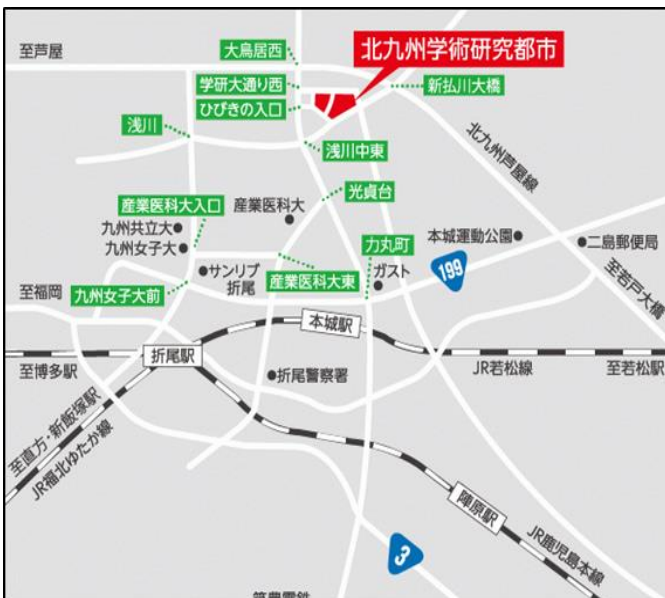 至芦屋
大鳥居西
北九州学術研究都市
学研大通り西
新払川大橋
ひびきの入口
浅川
浅川中東
北九州芦屋線
光貞台
産業医科大入口
産業医科大
九州共立大
九州女子大
力丸町
本城運動公園
二島郵便局
サンリブ
折尾
産業医科大東
ガスト
199
至若戸大橋
至福岡
九州女子大前
本城駅
折尾駅
至博多駅
JR若松線
至若松駅
折尾警察署
至直方・新飯塚駅
JR福北ゆたか線
陣原駅
JR鹿児島本線
3
筑豊電鉄